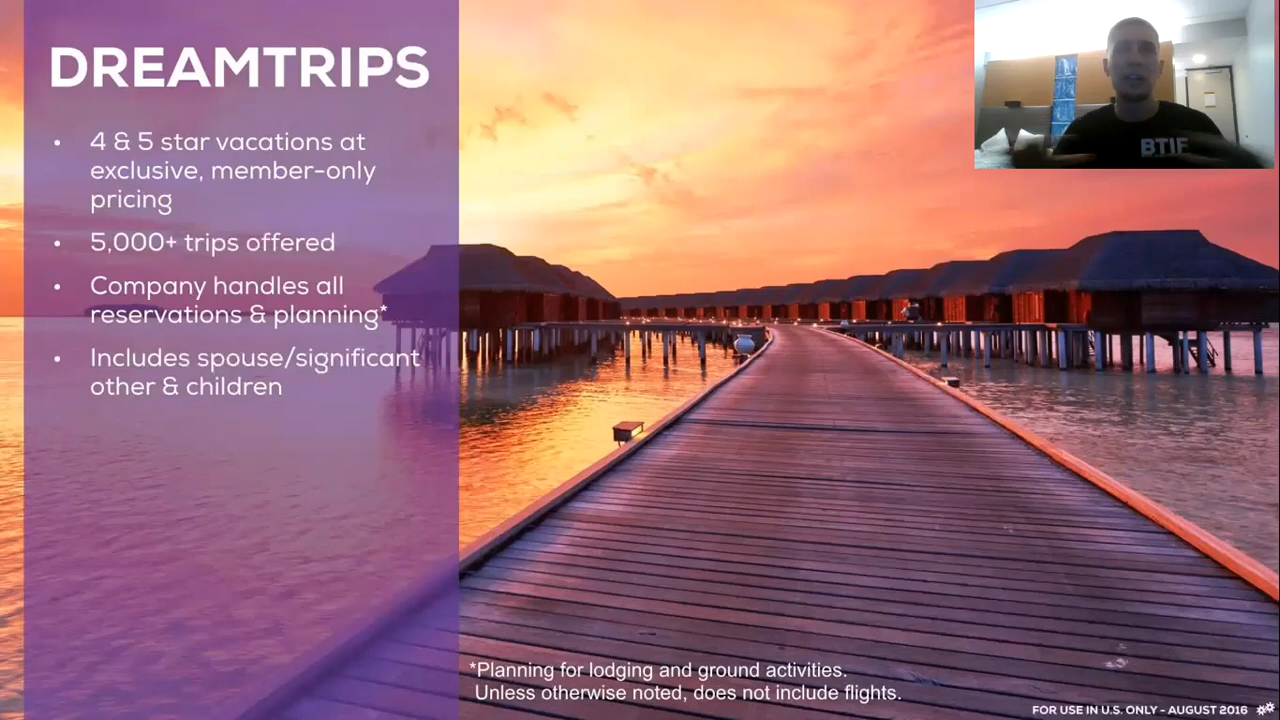 DREAMTRIPS
• 4 & 5 star vacations at
exclusive, member-only
pricing
• 5,000+ trips offered
• Company handles all
reservations & planning*
• Includes spouse/significant
other & children
BTIF
*Planning for lodging and ground activities.
Unless otherwise noted, does not include flights.
FOR USE IN U.S. ONLY - AUGUST 2016